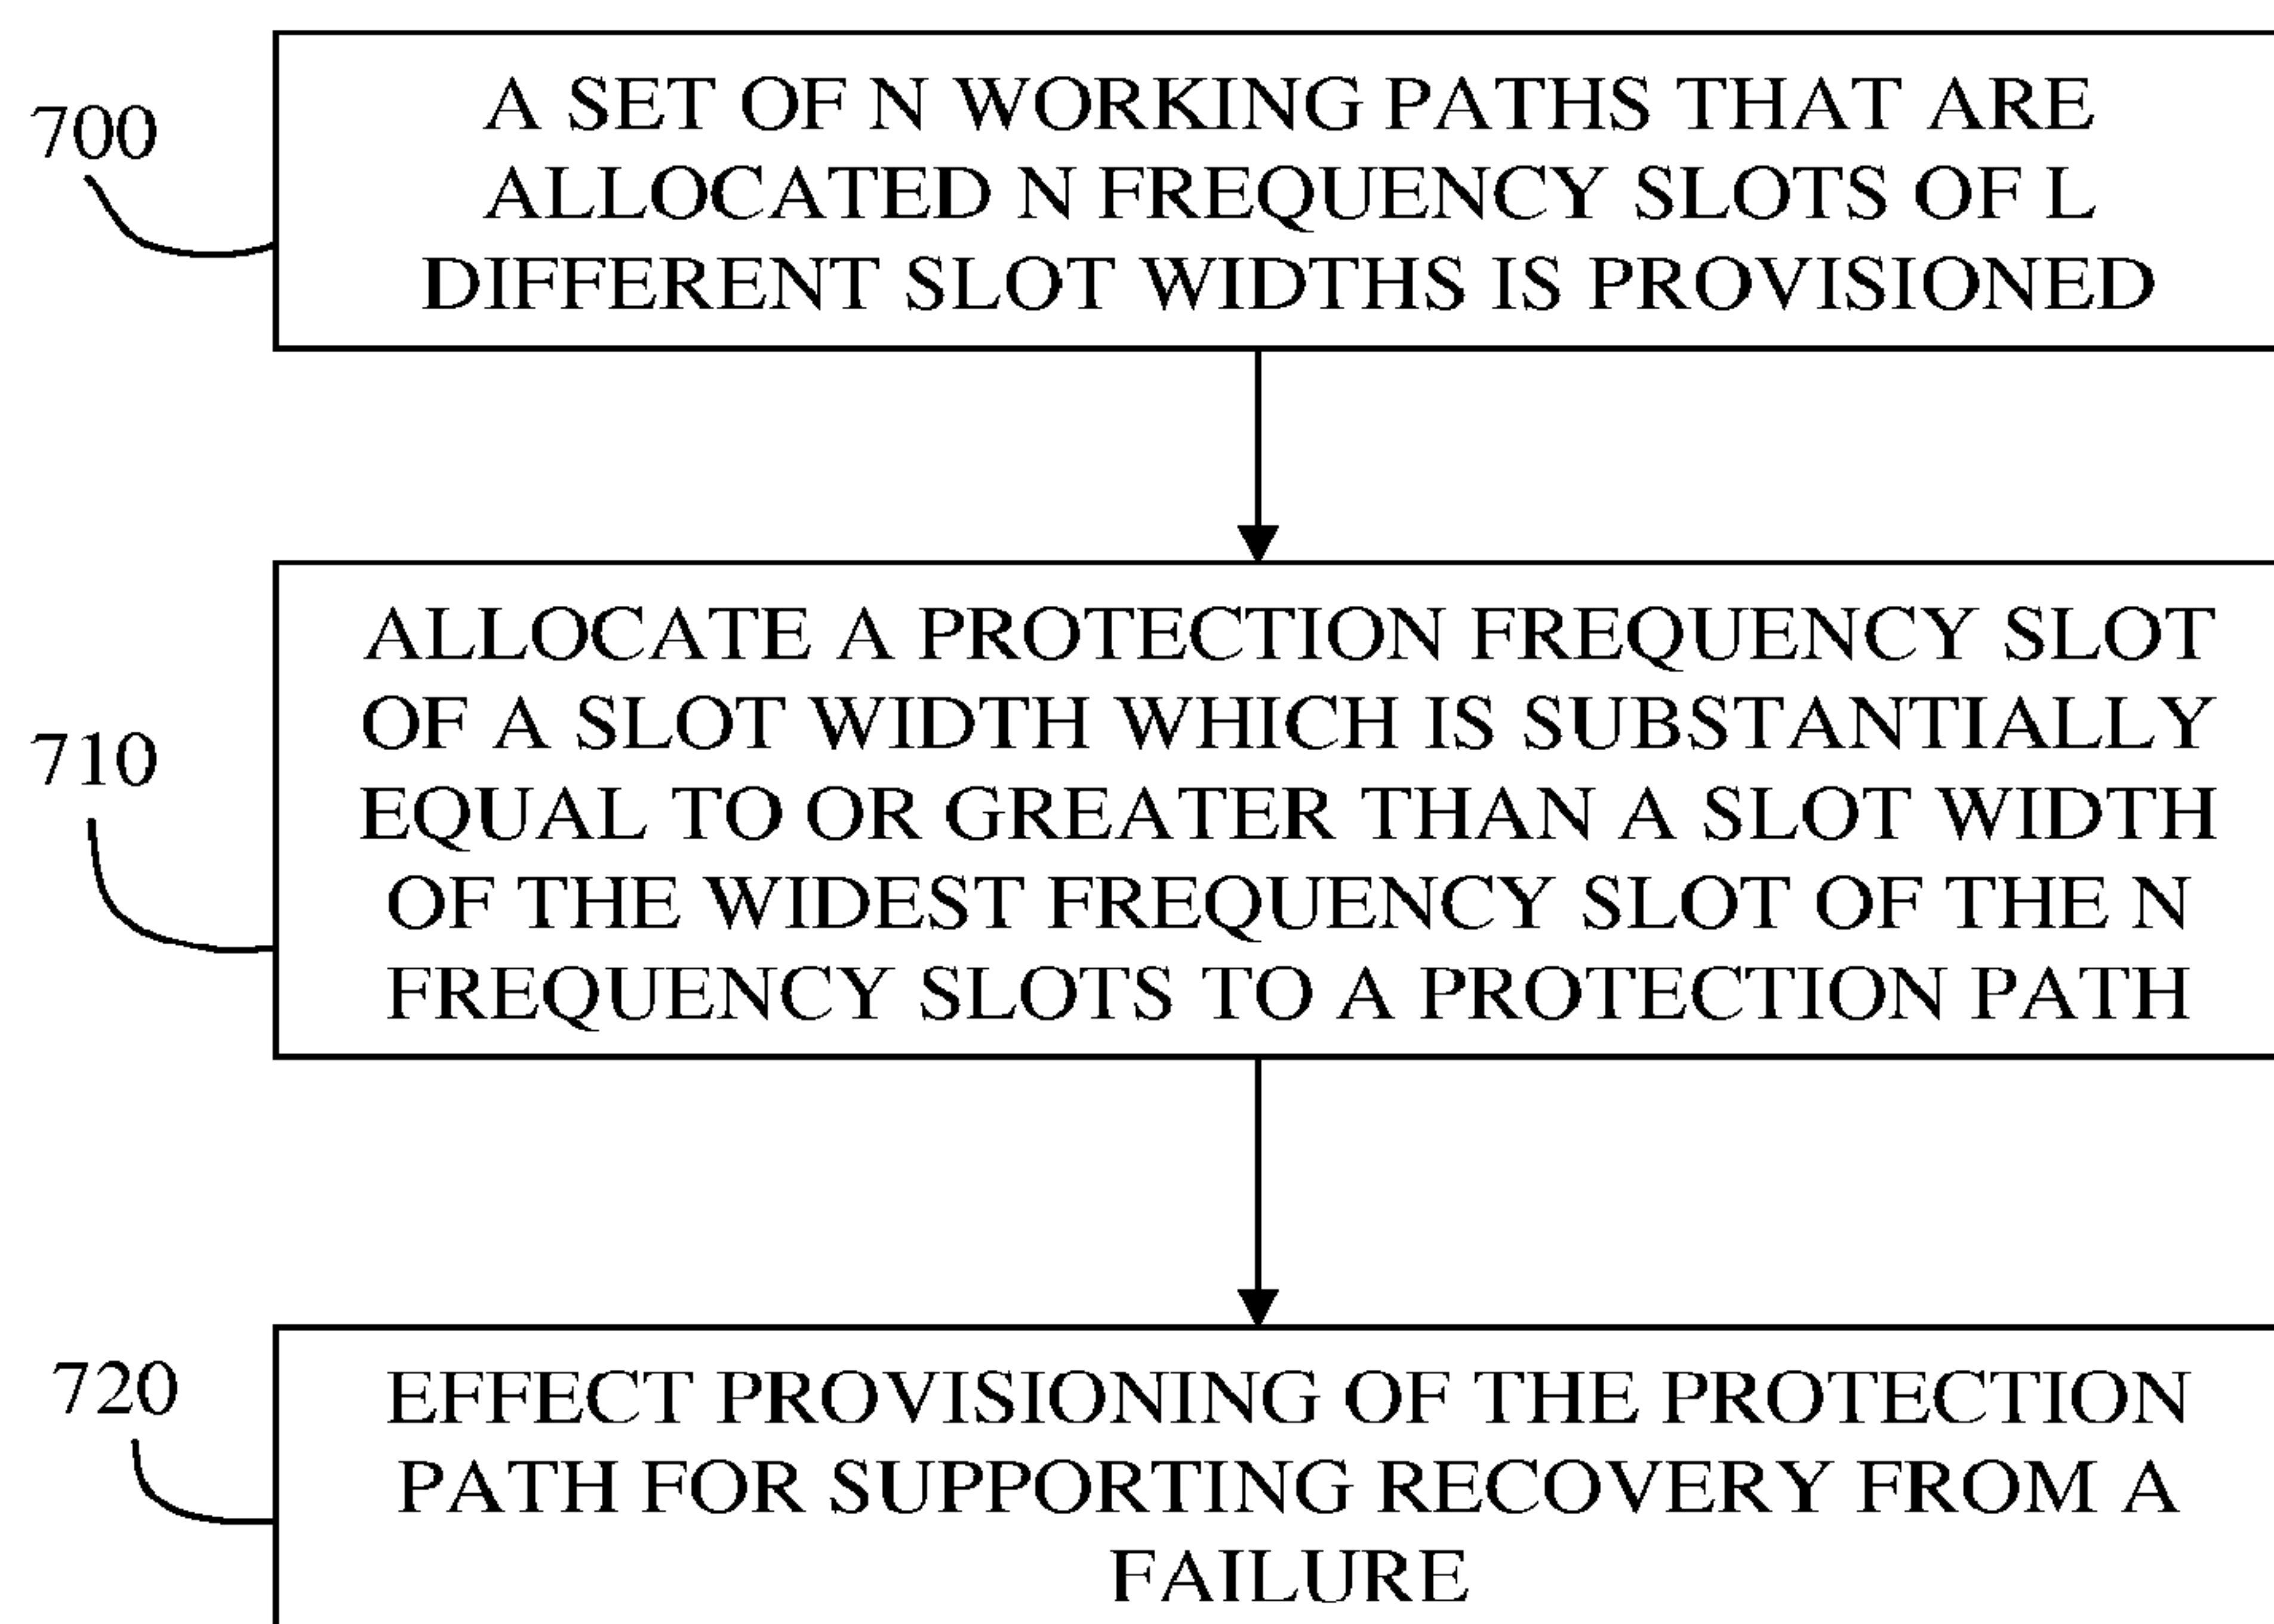 700
A SET OF N WORKING PATHS THAT ARE
ALLOCATED N FREQUENCY SLOTS OF L
DIFFERENT SLOT WIDTHS IS PROVISIONED
710
ALLOCATE A PROTECTION FREQUENCY SLOT
OF A SLOT WIDTH WHICH IS SUBSTANTIALLY
EQUAL TO OR GREATER THAN A SLOT WIDTH
OF THE WIDEST FREQUENCY SLOT OF THE N
FREQUENCY SLOTS TO A PROTECTION PATH
720
EFFECT PROVISIONING OF THE PROTECTION
PATH FOR SUPPORTING RECOVERY FROM A
FAILURE